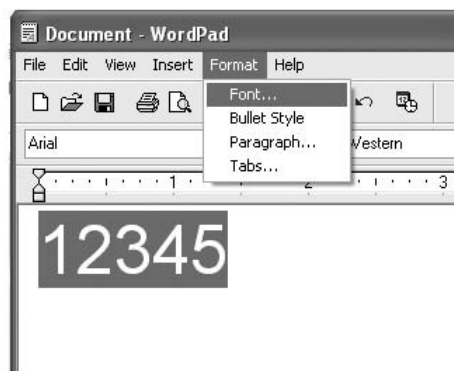 Document - WordPad
File Edit View Insert Format Help
Font...
Bullet Style
Paragraph...
Tabs...
Arial
Western
1 2 3
12345